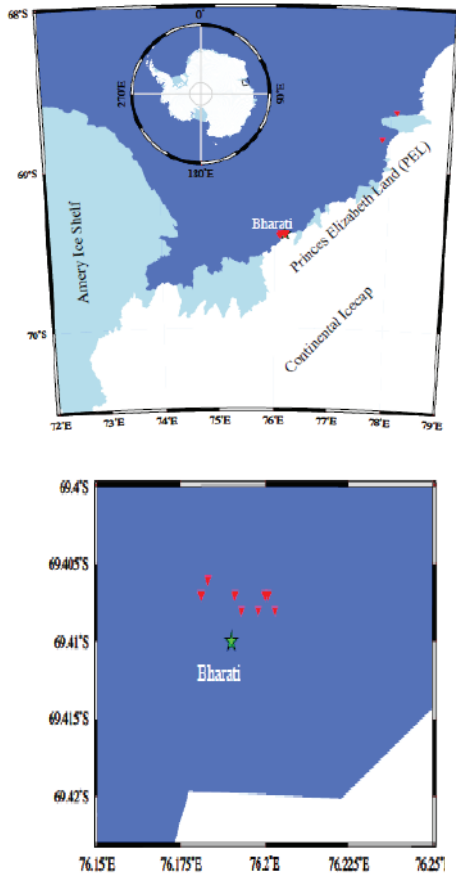 68°S
0°
270°E
90°E
180°E
69°S
Princes Elizabeth Land (PEL)
Bharati
Amery Ice Shelf
Continental Icecap
70°S
72°E
73°E
74°E
75°E
76°E
77°E
78°E
79°E
69.4°S
69.405°S
69.41°S
Bharati
69.415°S
69.42°S
76.15°E
76.175°E
76.2°E
76.225°E
76.25°E